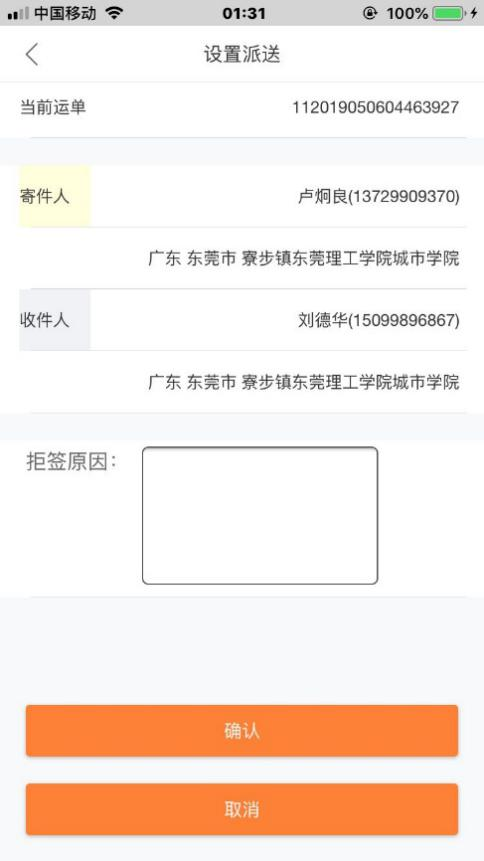 中国移动 01:31 100%
设置派送
当前运单 112019050604463927
寄件人 卢炯良(13729909370)
广东 东莞市 寮步镇东莞理工学院城市学院
收件人 刘德华(15099896867)
广东 东莞市 寮步镇东莞理工学院城市学院
拒签原因：
确认
取消